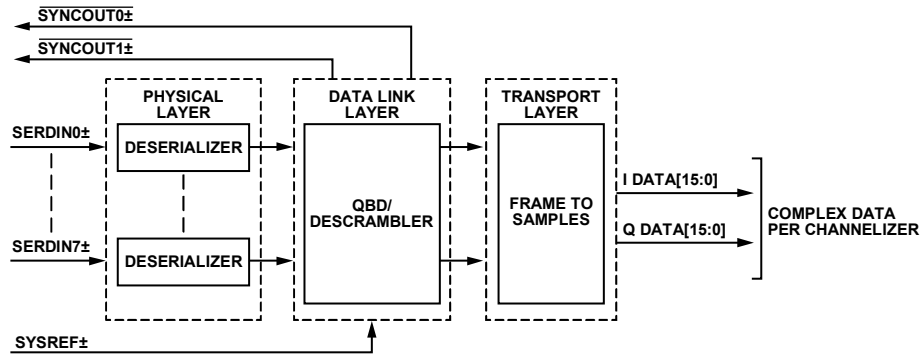 SYNCOUT0±
SYNCOUT1±
PHYSICAL
LAYER
DATA LINK
LAYER
TRANSPORT
LAYER
SERDIN0±
DESERIALIZER
QBD/
DESCRAMBLER
FRAME TO
SAMPLES
I DATA[15:0]
Q DATA[15:0]
COMPLEX DATA
PER CHANNELIZER
SERDIN7±
DESERIALIZER
SYSREF±